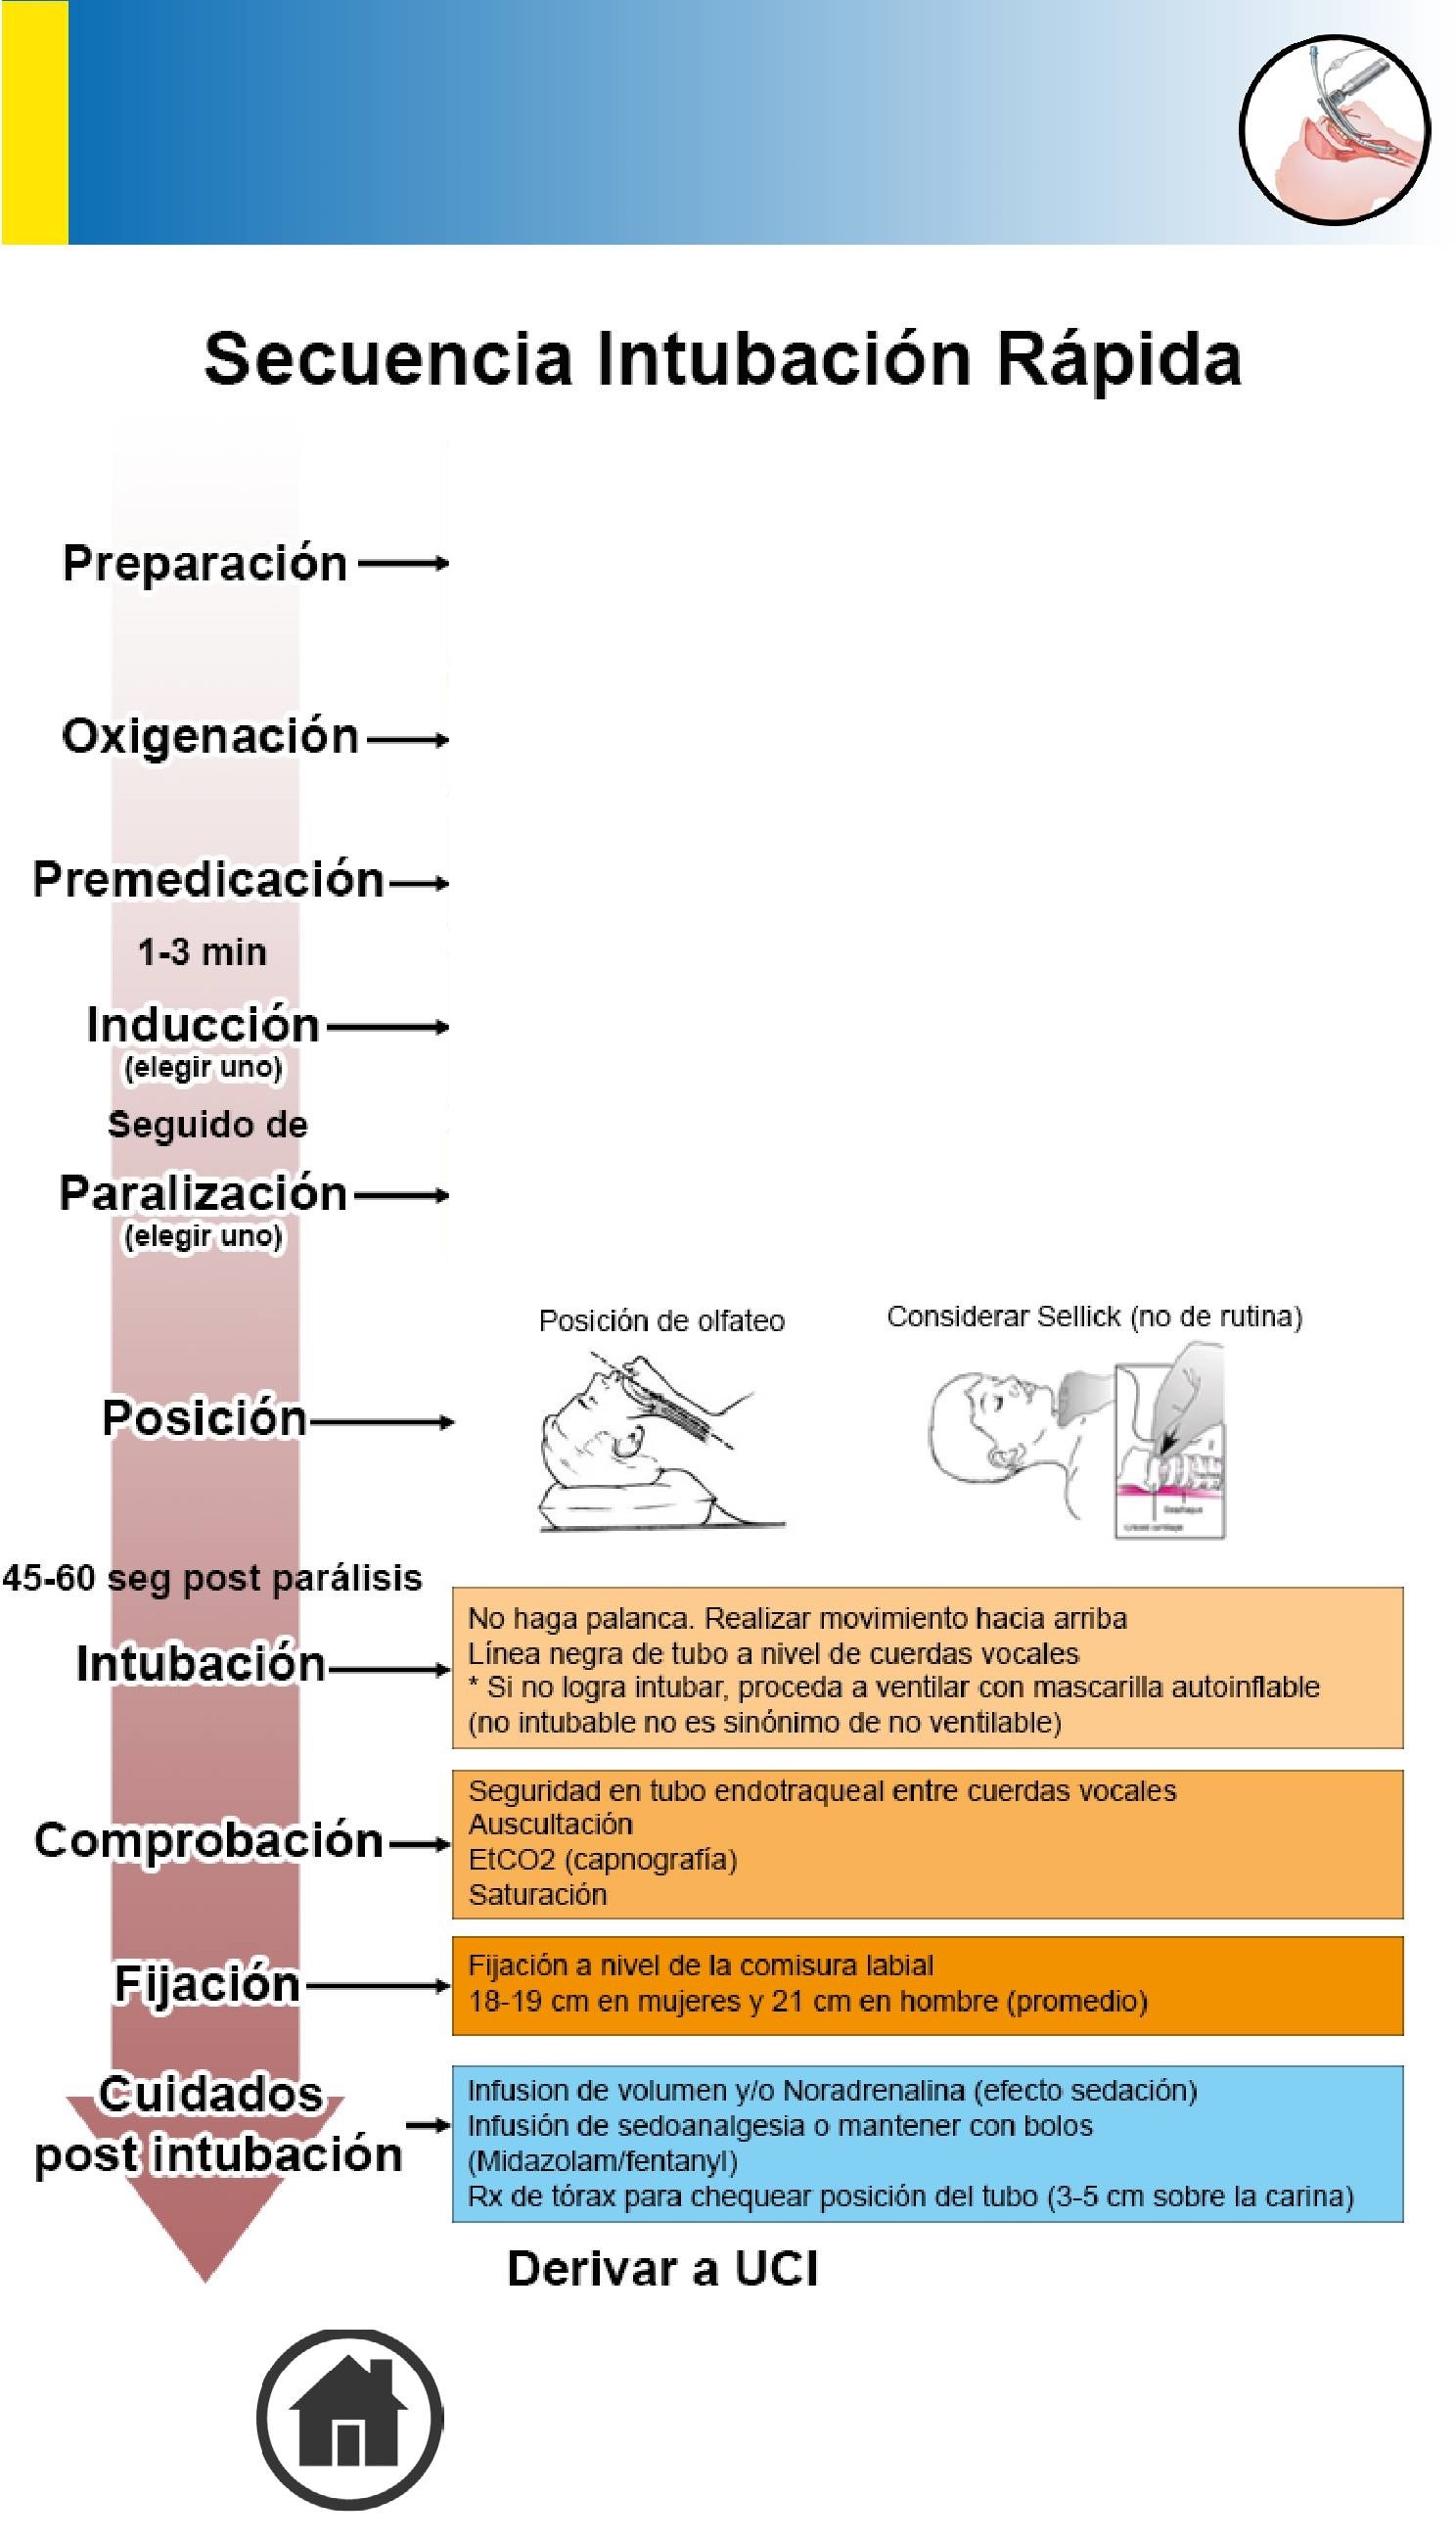 Secuencia Intubación Rápida
Preparación
Oxigenación
Premedicación
1-3 min
Inducción
(elegir uno)
Seguido de
Paralización
(elegir uno)
Posición de olfateo
Considerar Sellick (no de rutina)
Posición
45-60 seg post parálisis
Intubación
No haga palanca. Realizar movimiento hacia arriba
Línea negra de tubo a nivel de cuerdas vocales
* Si no logra intubar, proceda a ventilar con mascarilla autoinflable
(no intubable no es sinónimo de no ventilable)
Comprobación
Seguridad en tubo endotraqueal entre cuerdas vocales
Auscultación
EtCO2 (capnografía)
Saturación
Fijación
Fijación a nivel de la comisura labial
18-19 cm en mujeres y 21 cm en hombre (promedio)
Cuidados
post intubación
Infusion de volumen y/o Noradrenalina (efecto sedación)
Infusión de sedoanalgesia o mantener con bolos
(Midazolam/fentanyl)
Rx de tórax para chequear posición del tubo (3-5 cm sobre la carina)
Derivar a UCI